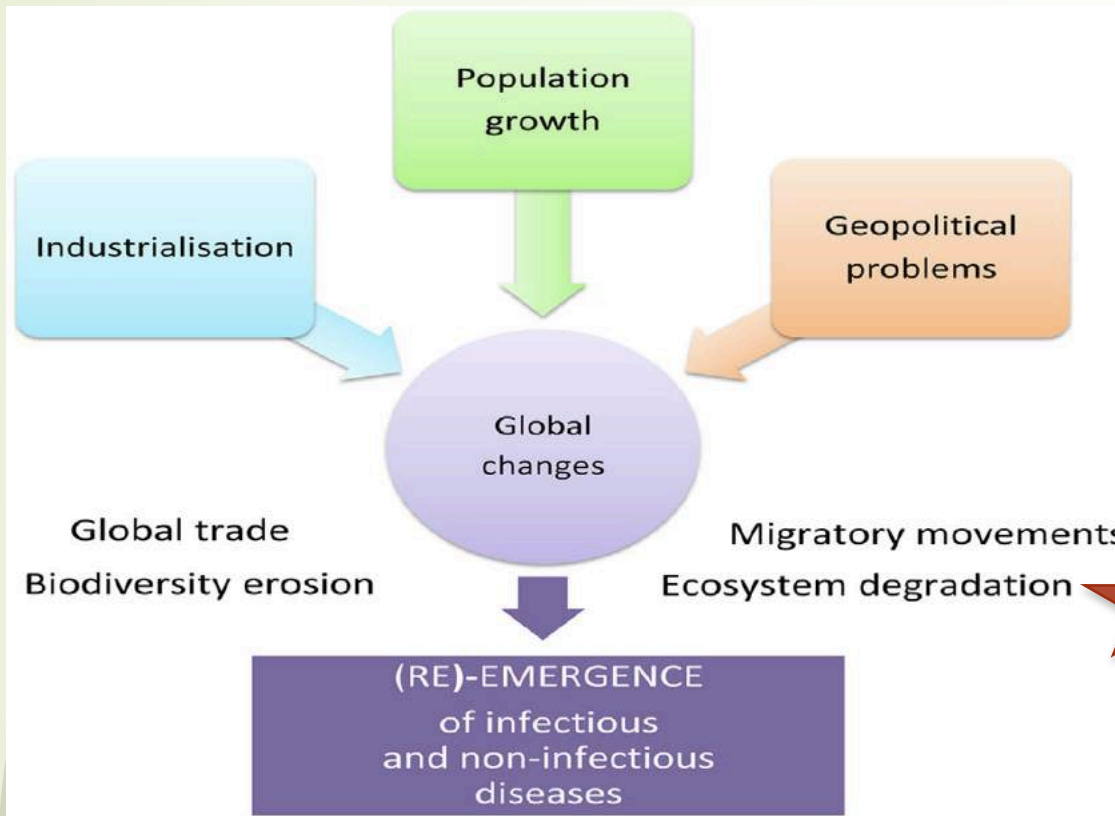 Population
growth
Industrialisation
Geopolitical
problems
Global
changes
Global trade
Biodiversity erosion
Migratory movements
Ecosystem degradation
(RE)-EMERGENCE
of infectious
and non-infectious
diseases